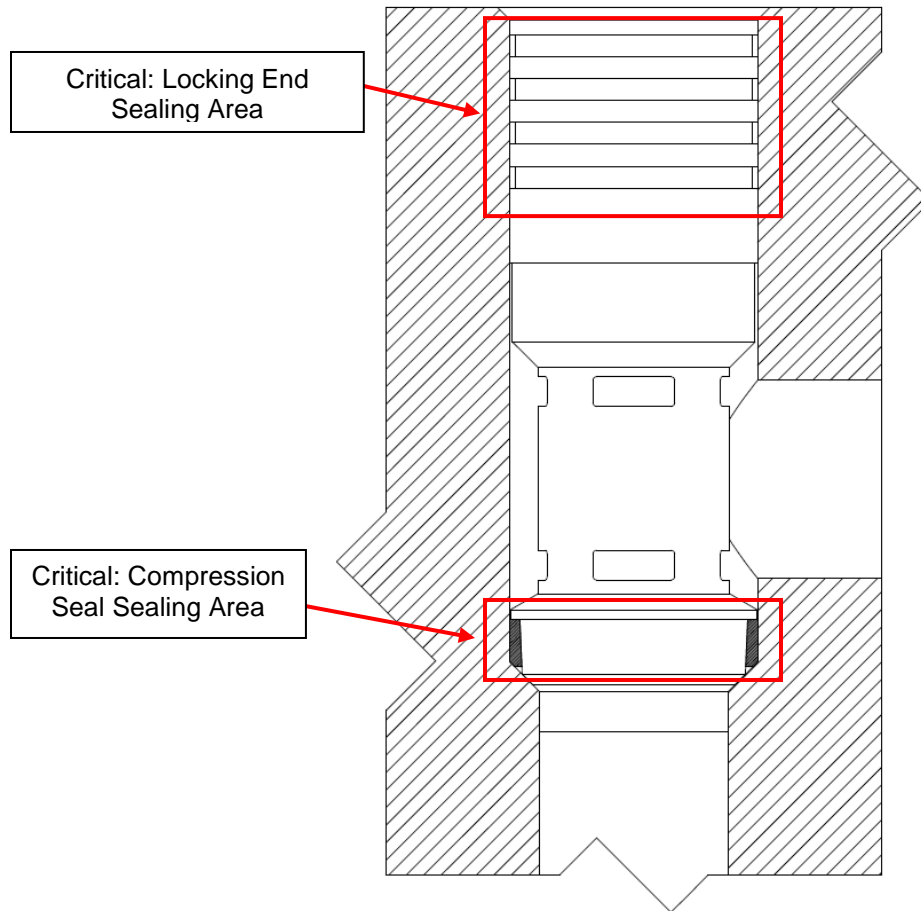 Critical: Locking End
Sealing Area
Critical: Compression
Seal Sealing Area